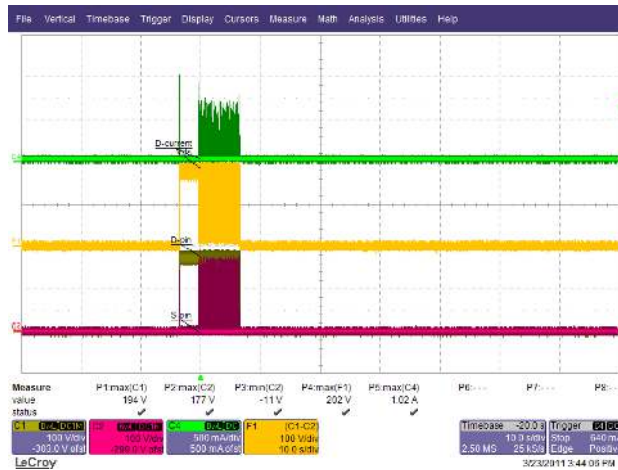 File Vertical Timebase Trigger Display Cursors Measure Math Analysis Utilities Help
D-current
D-pin
S-pin
Measure P1:max(C1) P2:max(C2) P3:min(C2) P4:max(F1) P5:max(C4) P6:- - - P7:- - - P8:- - -
value 194 V 177 V -11 V 202 V 1.02 A
status
C1 C2 C4 F1 (C1-C2) Timebase -20.0 s Trigger
100 V/div 100 V/div 500 mA/div 100 V/div 10.0 s/div Stop 640 m
-303.0 V ofst 500 mA ofst 10.0 s/div 2.50 MS 25 kS/s Edge Positiv
LeCroy 3/23/2011 3:44:06 PM